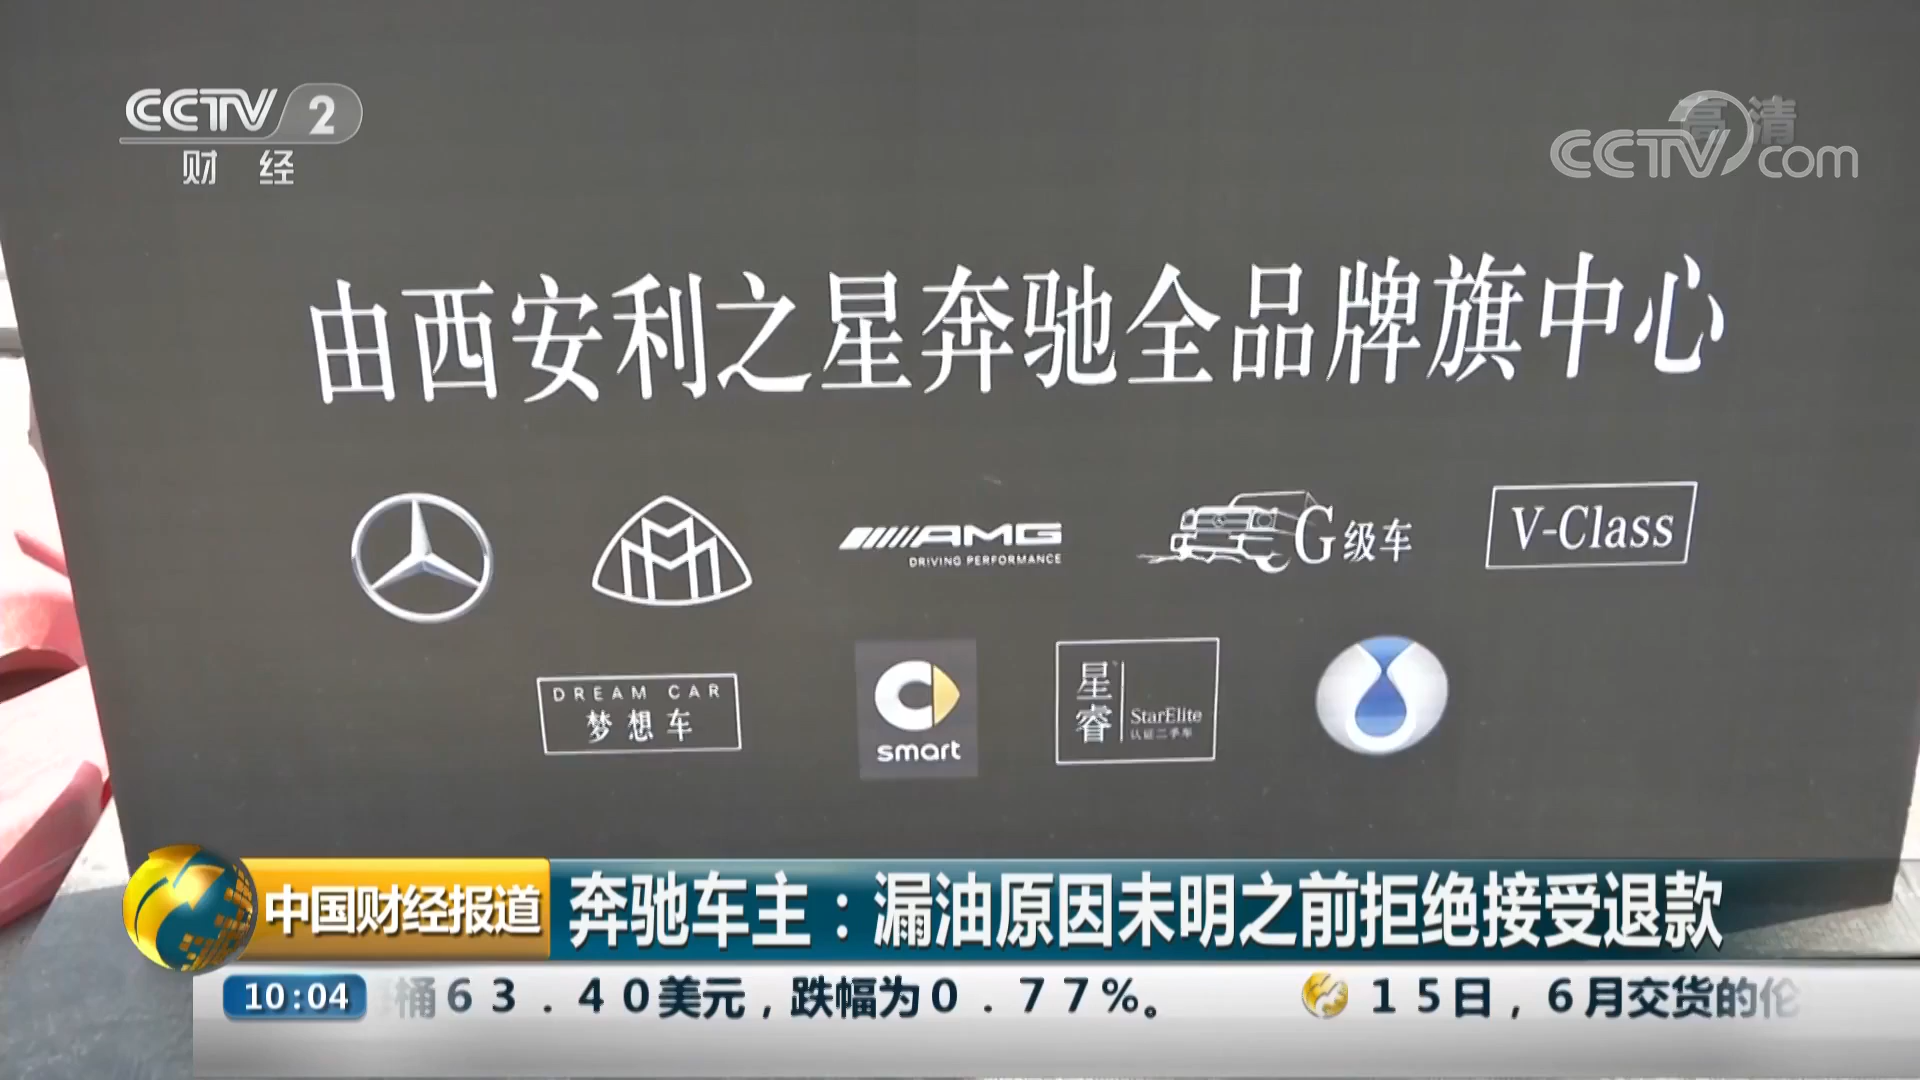 CCTV 2
财 经
高清
CCTV com
由西安利之星奔驰全品牌旗中心
AMG
DRIVING PERFORMANCE
G级车
V-Class
DREAM CAR
梦想车
smart
星睿
StarElite
认证二手车
中国财经报道
奔驰车主：漏油原因未明之前拒绝接受退款
10:04
桶63.40美元，跌幅为0.77%。 15日，6月交货的伦